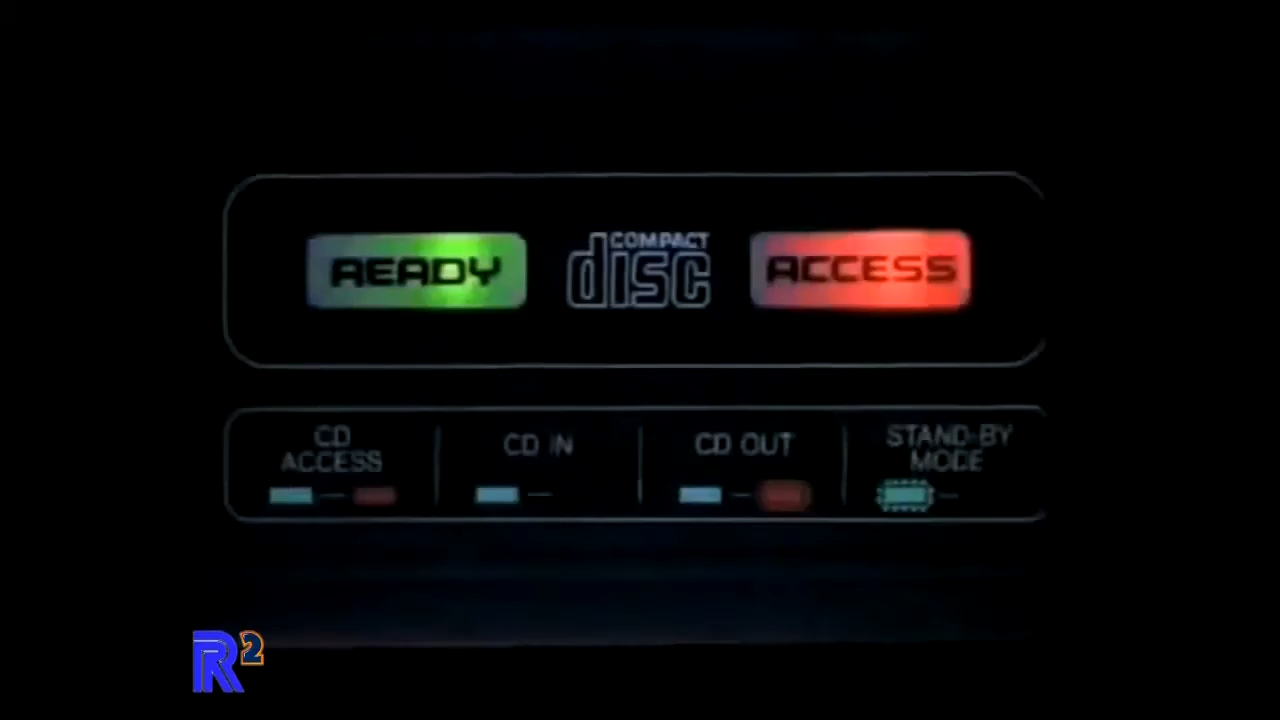 READY
COMPACT
disc
ACCESS
CD
ACCESS
CD IN
CD OUT
STAND-BY
MODE
R2